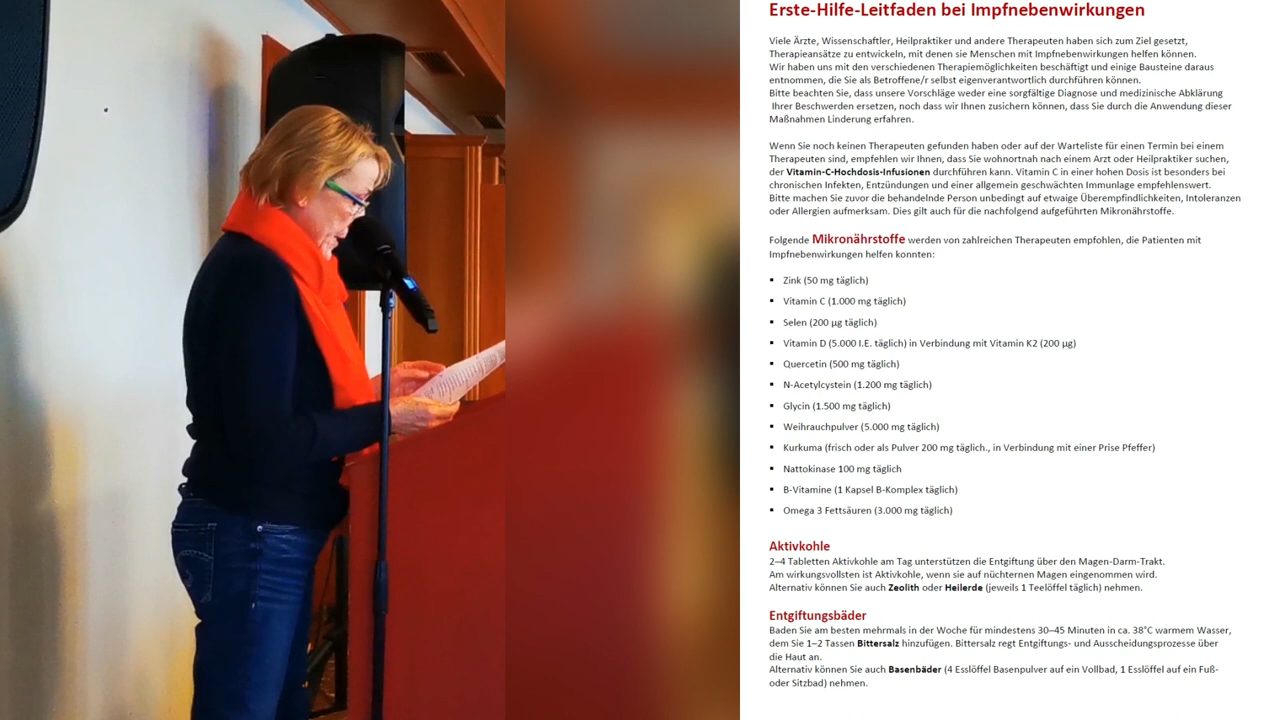 Erste-Hilfe-Leitfaden bei Impfnebenwirkungen
Viele Ärzte, Wissenschaftler, Heilpraktiker und andere Therapeuten haben sich zum Ziel gesetzt,
Therapieansätze zu entwickeln, mit denen sie Menschen mit Impfnebenwirkungen helfen können.
Wir haben uns mit den verschiedenen Therapiemöglichkeiten beschäftigt und einige Bausteine daraus
entnommen, die Sie als Betroffene/r selbst eigenverantwortlich durchführen können.
Bitte beachten Sie, dass unsere Vorschläge weder eine sorgfältige Diagnose und medizinische Abklärung
Ihrer Beschwerden ersetzen, noch dass wir Ihnen zusichern können, dass Sie durch die Anwendung dieser
Maßnahmen Linderung erfahren.
Wenn Sie noch keinen Therapeuten gefunden haben oder auf der Warteliste für einen Termin bei einem
Therapeuten sind, empfehlen wir Ihnen, dass Sie wohnortnah nach einem Arzt oder Heilpraktiker suchen,
der Vitamin-C-Hochdosis-Infusionen durchführen kann. Vitamin C in einer hohen Dosis ist besonders bei
chronischen Infekten, Entzündungen und einer allgemein geschwächten Immunlage empfehlenswert.
Bitte machen Sie zuvor die behandelnde Person unbedingt auf etwaige Überempfindlichkeiten, Intoleranzen
oder Allergien aufmerksam. Dies gilt auch für die nachfolgend aufgeführten Mikronährstoffe.
Folgende Mikronährstoffe werden von zahlreichen Therapeuten empfohlen, die Patienten mit
Impfnebenwirkungen helfen konnten:
▪ Zink (50 mg täglich)
▪ Vitamin C (1.000 mg täglich)
▪ Selen (200 µg täglich)
▪ Vitamin D (5.000 I.E. täglich) in Verbindung mit Vitamin K2 (200 µg)
▪ Quercetin (500 mg täglich)
▪ N-Acetylcystein (1.200 mg täglich)
▪ Glycin (1.500 mg täglich)
▪ Weihrauchpulver (5.000 mg täglich)
▪ Kurkuma (frisch oder als Pulver 200 mg täglich., in Verbindung mit einer Prise Pfeffer)
▪ Nattokinase 100 mg täglich
▪ B-Vitamine (1 Kapsel B-Komplex täglich)
▪ Omega 3 Fettsäuren (3.000 mg täglich)
Aktivkohle
2–4 Tabletten Aktivkohle am Tag unterstützen die Entgiftung über den Magen-Darm-Trakt.
Am wirkungsvollsten ist Aktivkohle, wenn sie auf nüchternen Magen eingenommen wird.
Alternativ können Sie auch Zeolith oder Heilerde (jeweils 1 Teelöffel täglich) nehmen.
Entgiftungsbäder
Baden Sie am besten mehrmals in der Woche für mindestens 30–45 Minuten in ca. 38°C warmem Wasser,
dem Sie 1–2 Tassen Bittersalz hinzufügen. Bittersalz regt Entgiftungs- und Ausscheidungsprozesse über
die Haut an.
Alternativ können Sie auch Basenbäder (4 Esslöffel Basenpulver auf ein Vollbad, 1 Esslöffel auf ein Fuß-
oder Sitzbad) nehmen.